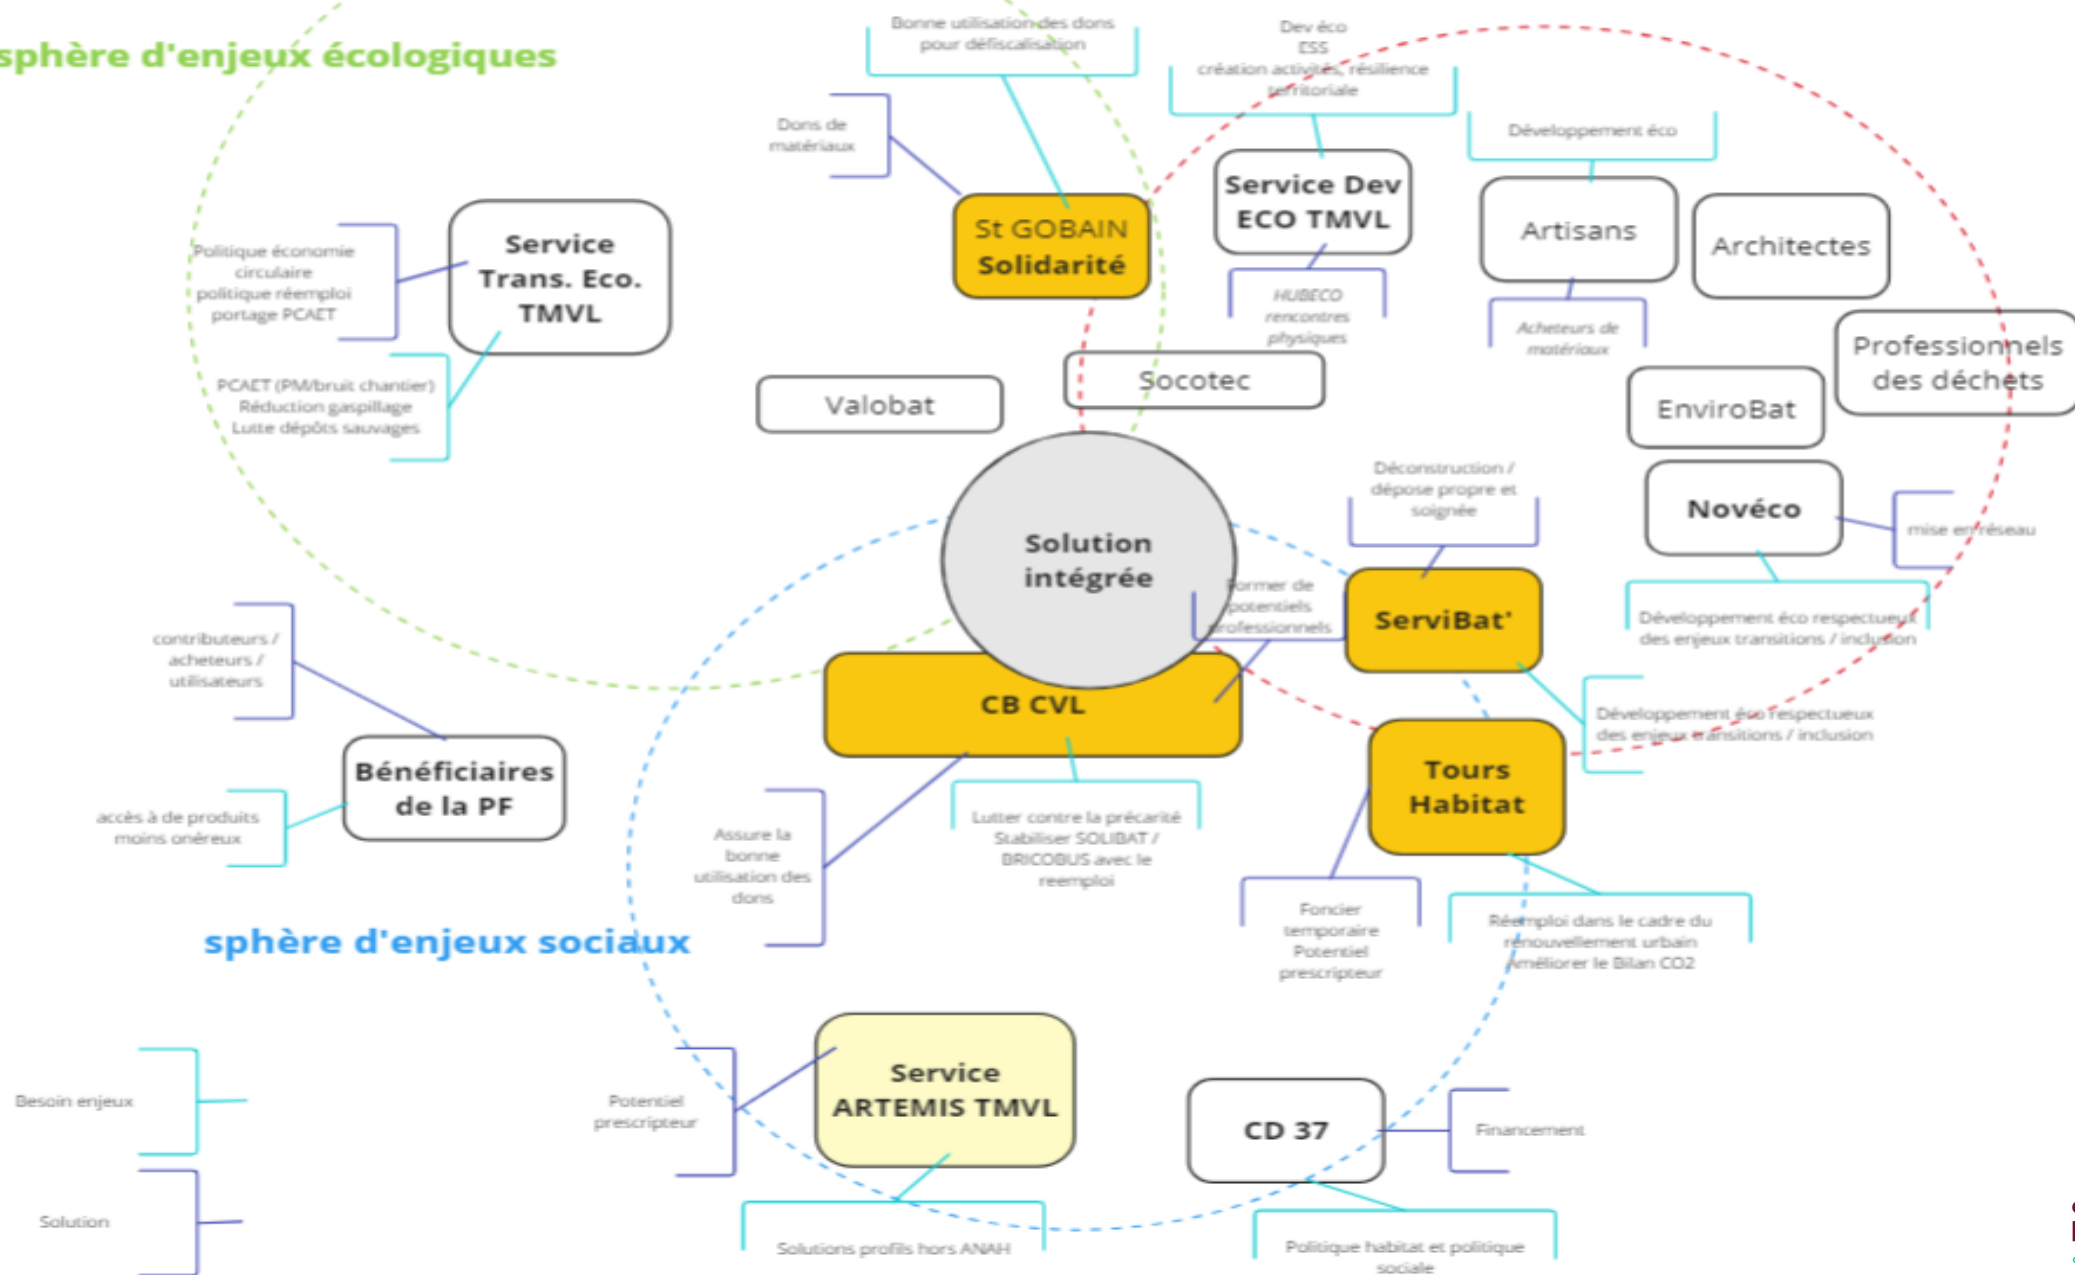 sphère d'enjeux écologiques
Bonne utilisation des dons
pour défiscalisation
Dev éco
ESS
création activités, résilience
territoriale
Développement éco
Dons de
matériaux
St GOBAIN
Solidarité
Service Dev
ECO TMVL
Artisans
Architectes
Service
Trans. Eco.
TMVL
Politique économie
circulaire
politique réemploi
portage PCAET
HUBECO
rencontres
physiques
Acheteurs de
matériaux
Professionnels
des déchets
PCAET (PM/bruit chantier)
Réduction gaspillage
Lutte dépôts sauvages
Valobat
Socotec
EnviroBat
Déconstruction /
dépose propre et
soignée
Novéco
mise en réseau
Solution
intégrée
Former de
potentiels
professionnels
ServiBat'
Développement éco respectueux
des enjeux transitions / inclusion
contributeurs /
acheteurs /
utilisateurs
CB CVL
Développement éco respectueux
des enjeux transitions / inclusion
Bénéficiaires
de la PF
Tours
Habitat
accès à de produits
moins onéreux
Assure la
bonne
utilisation des
dons
Lutter contre la précarité
Stabiliser SOLIBAT /
BRICOBUS avec le
reemploi
Foncier
temporaire
Potentiel
prescripteur
Réemploi dans le cadre du
renouvellement urbain
Améliorer le Bilan CO2
sphère d'enjeux sociaux
Service
ARTEMIS TMVL
Potentiel
prescripteur
CD 37
Financement
Besoin enjeux
Solution
Solutions profils hors ANAH
Politique habitat et politique
sociale